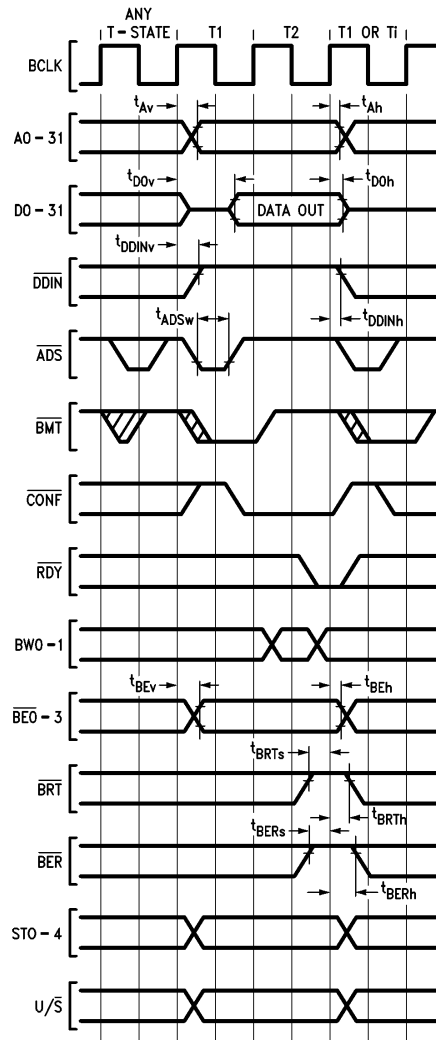 ANY
T-STATE T1 T2 T1 OR Ti
BCLK
tAv tAh
A0-31
tDOv tDOh
D0-31 DATA OUT
tDDINv
DDIN
tADSw tDDINh
ADS
BMT
CONF
RDY
BW0-1
tBEv tBEh
BE0-3
tBRTs
BRT
tBRTh
tBERs
BER
tBERh
ST0-4
U/S̅